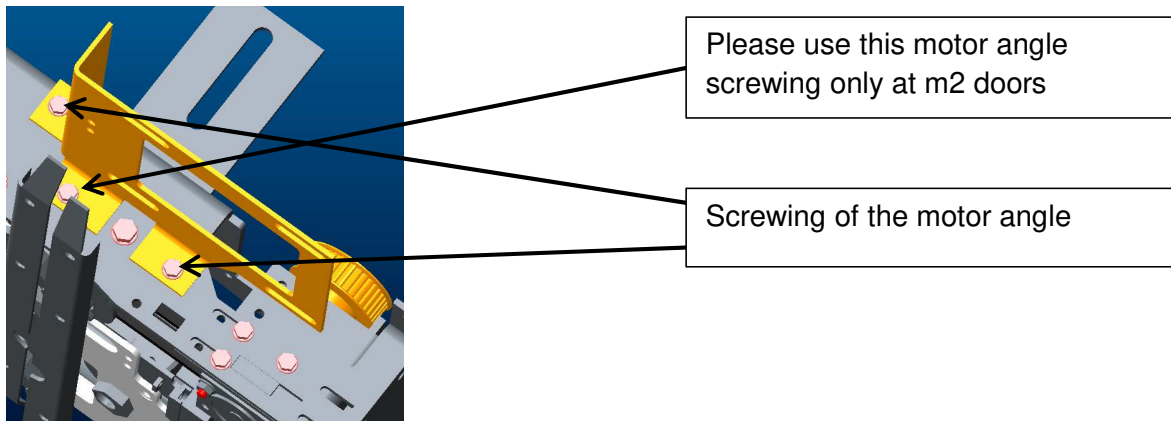 Please use this motor angle
screwing only at m2 doors
Screwing of the motor angle